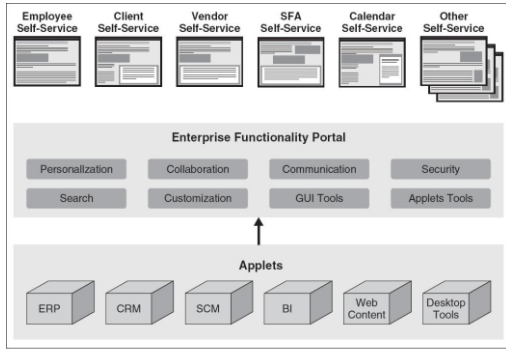 Employee
Self-Service
Client
Self-Service
Vendor
Self-Service
SFA
Self-Service
Calendar
Self-Service
Other
Self-Service
Enterprise Functionality Portal
Personalization
Collaboration
Communication
Security
Search
Customization
GUI Tools
Applets Tools
Applets
ERP
CRM
SCM
BI
Web
Content
Desktop
Tools